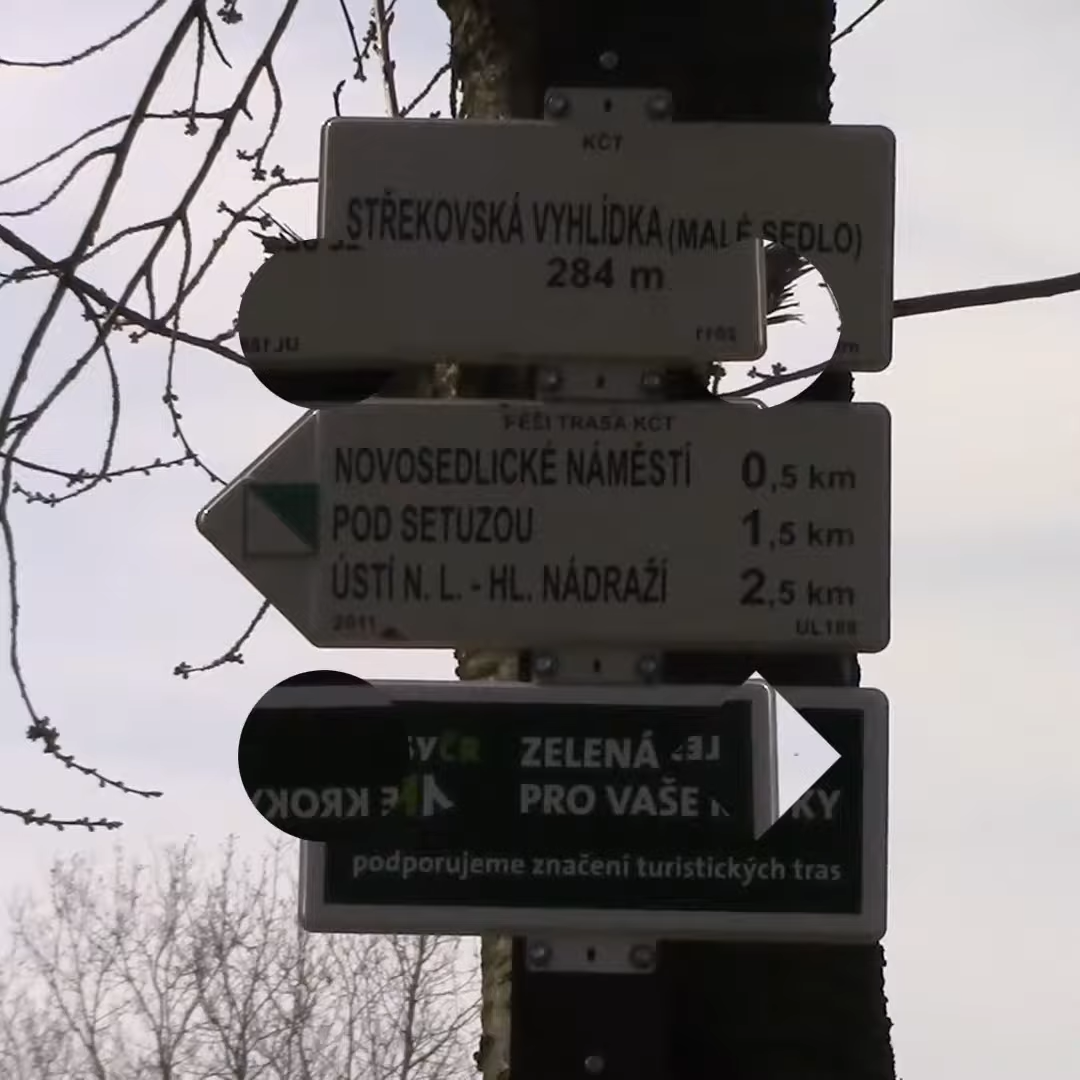 KČT
STŘEKOVSKÁ VYHLÍDKA (MALÉ SEDLO)
284 m
PĚŠÍ TRASA KČT
NOVOSEDLICKÉ NÁMĚSTÍ 0,5 km
POD SETUZOU 1,5 km
ÚSTÍ N. L. - HL. NÁDRAŽÍ 2,5 km
2011 UL188
ZELENÁ
PRO VAŠE
podporujeme značení turistických tras